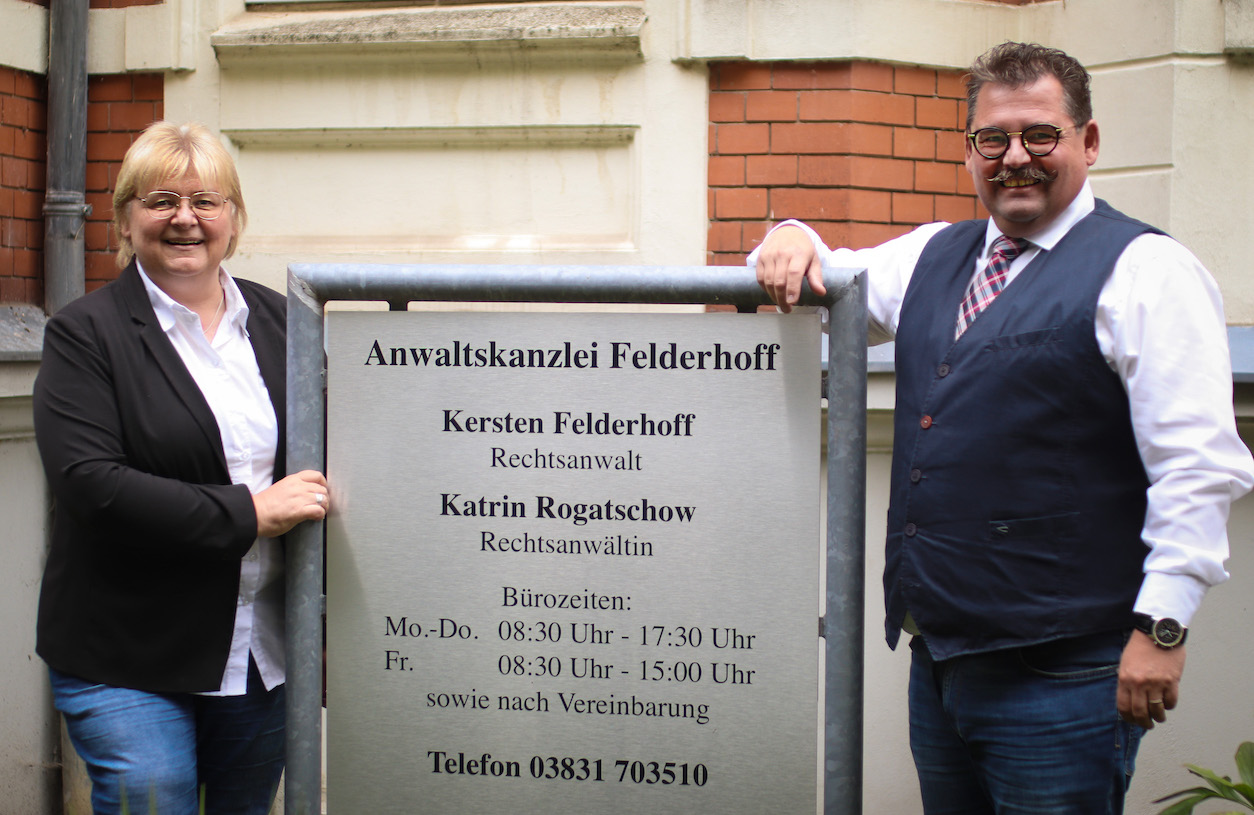 Anwaltskanzlei Felderhoff
Kersten Felderhoff
Rechtsanwalt
Katrin Rogatschow
Rechtsanwältin
Bürozeiten:
Mo.-Do. 08:30 Uhr - 17:30 Uhr
Fr. 08:30 Uhr - 15:00 Uhr
sowie nach Vereinbarung
Telefon 03831 703510